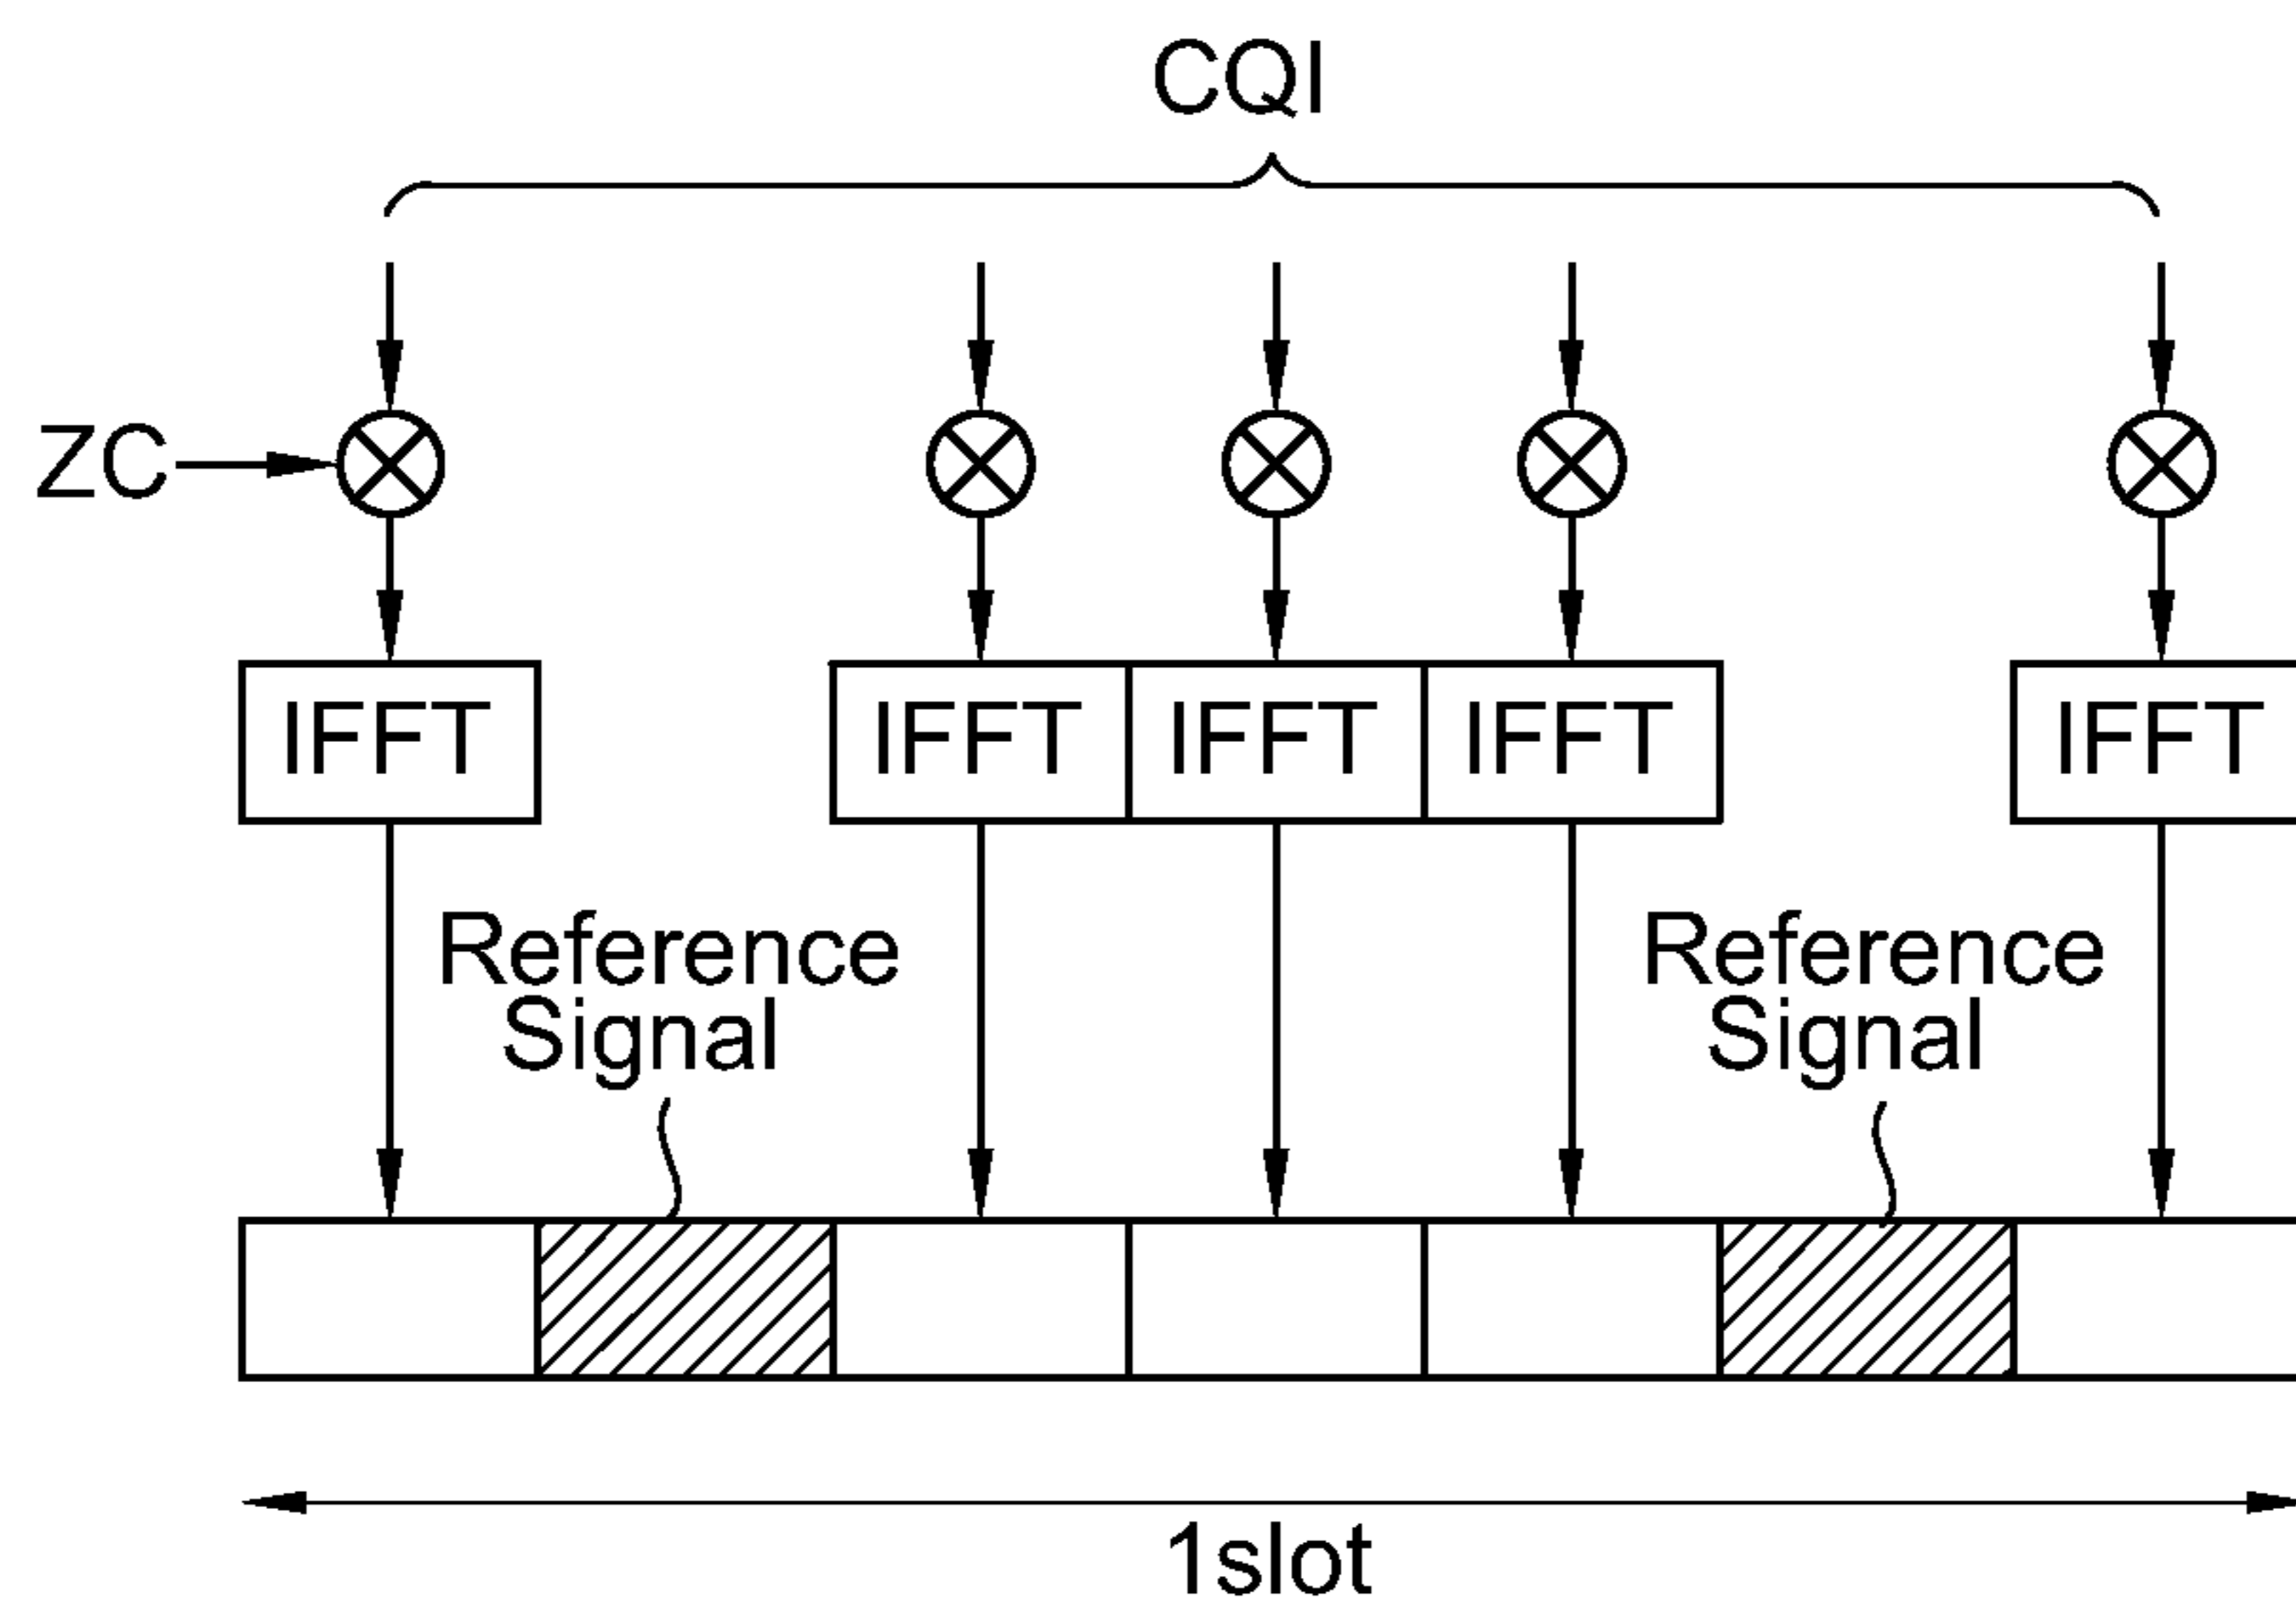 CQI
ZC
IFFT IFFT IFFT IFFT IFFT
Reference Signal
Reference Signal
1slot